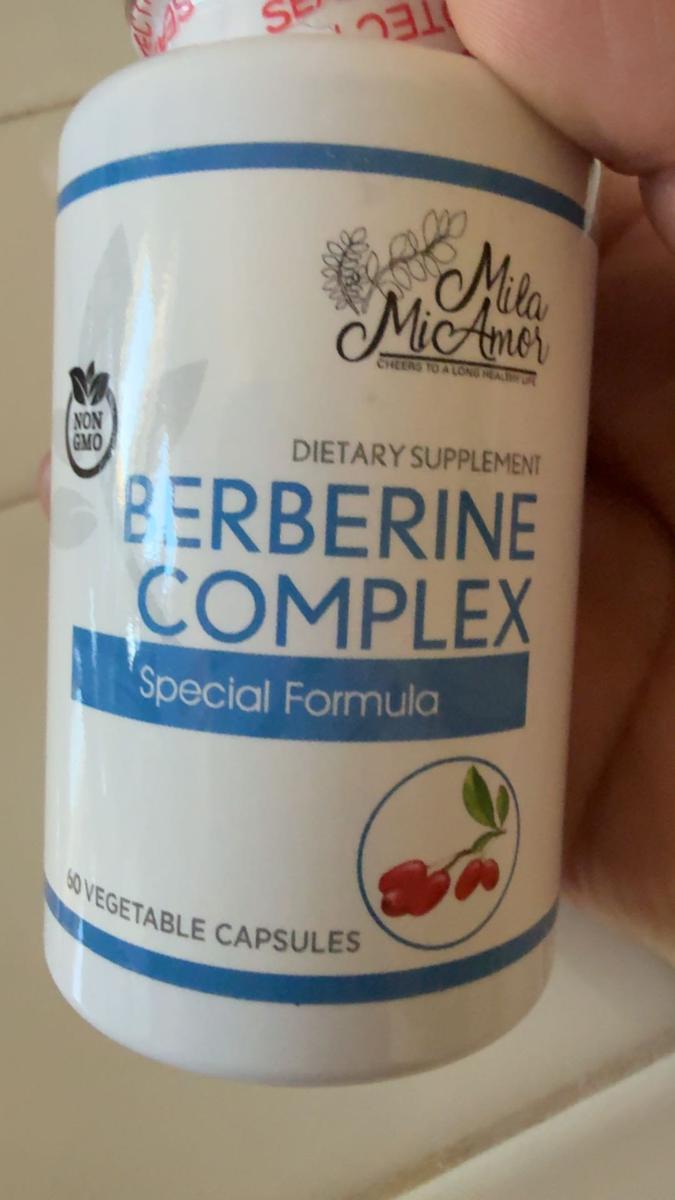 Mila
MiAmor
CHEERS TO A LONG HEALTHY LIFE
NON
GMO
DIETARY SUPPLEMENT
BERBERINE
COMPLEX
Special Formula
60 VEGETABLE CAPSULES